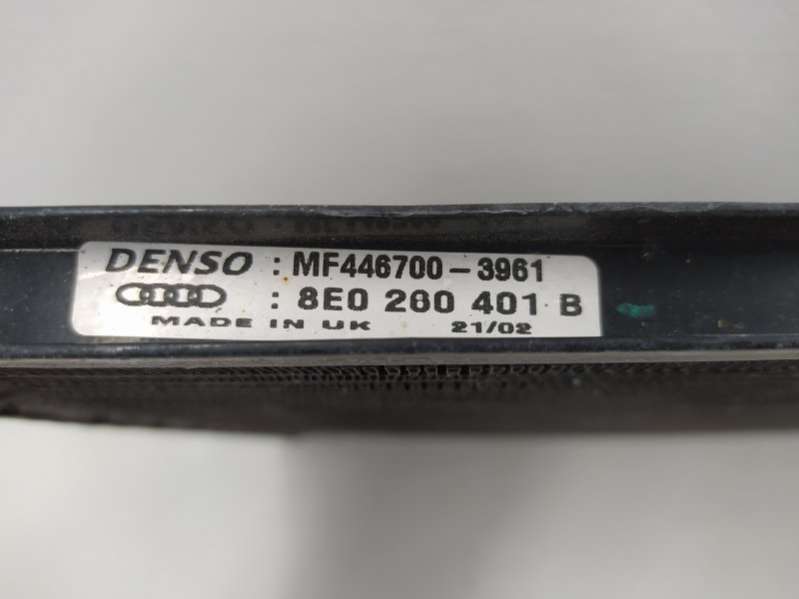 DENSO : MF446700-3961
: 8E0 260 401 B
MADE IN UK 21/02